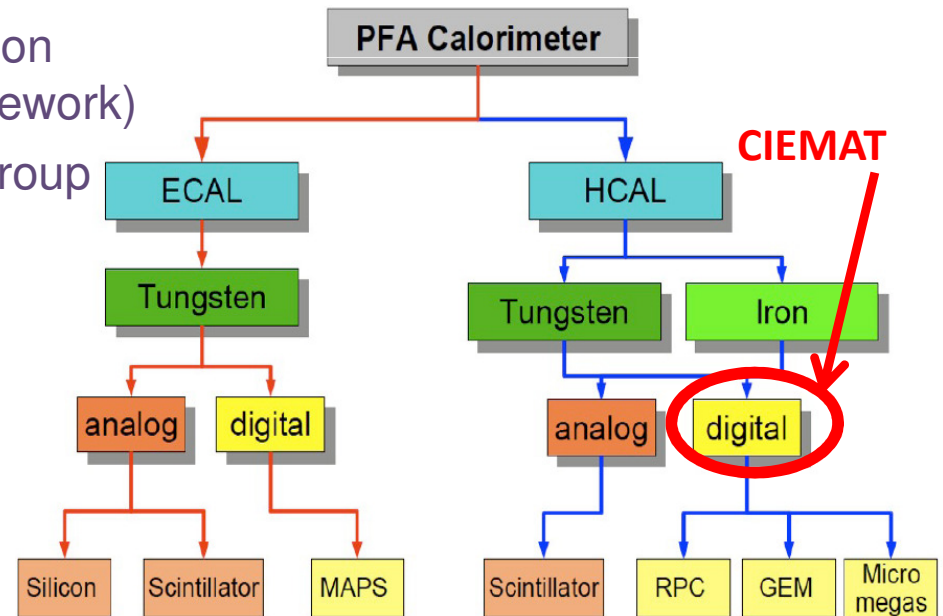 on
ework)
roup
PFA Calorimeter
CIEMAT
ECAL
HCAL
Tungsten
Tungsten
Iron
analog
digital
analog
digital
Silicon
Scintillator
MAPS
Scintillator
RPC
GEM
Micro
megas